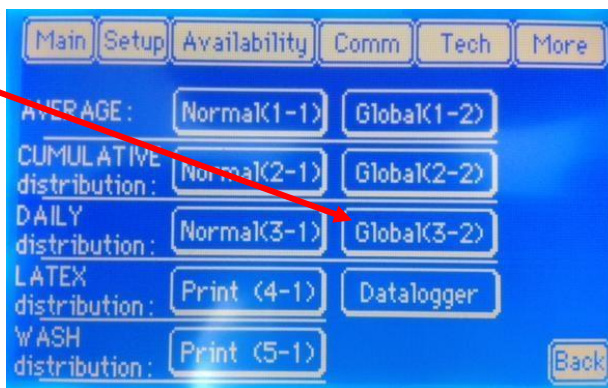 Main Setup Availability Comm Tech More
AVERAGE: Normal(1-1) Global(1-2)
CUMULATIVE
distribution: Normal(2-1) Global(2-2)
DAILY
distribution: Normal(3-1) Global(3-2)
LATEX
distribution: Print (4-1) Datalogger
WASH
distribution: Print (5-1) Back